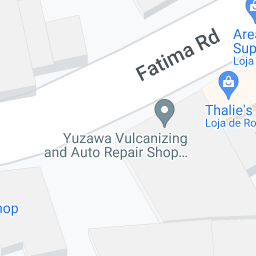 Fatima Rd
Area
Sup
Loja
Thalie's
Loja de Ro
Yuzawa Vulcanizing
and Auto Repair Shop...
hop